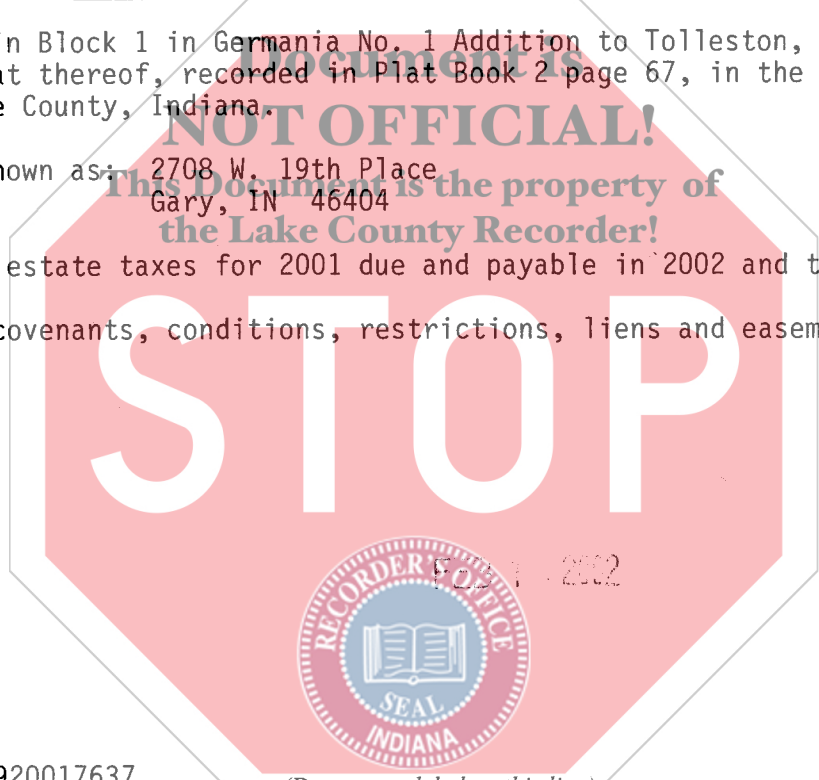 in Block 1 in Germania No. 1 Addition to Tolleston,
at thereof, recorded in Plat Book 2 page 67, in the
County, Indiana.
Document is
NOT OFFICIAL!
This Document is the property of
the Lake County Recorder!
as: 2708 W. 19th Place
Gary, IN 46404
estate taxes for 2001 due and payable in 2002 and
covenants, conditions, restrictions, liens and
STOP
2002
RECORDER'S OFFICE
SEAL
INDIANA
920017637